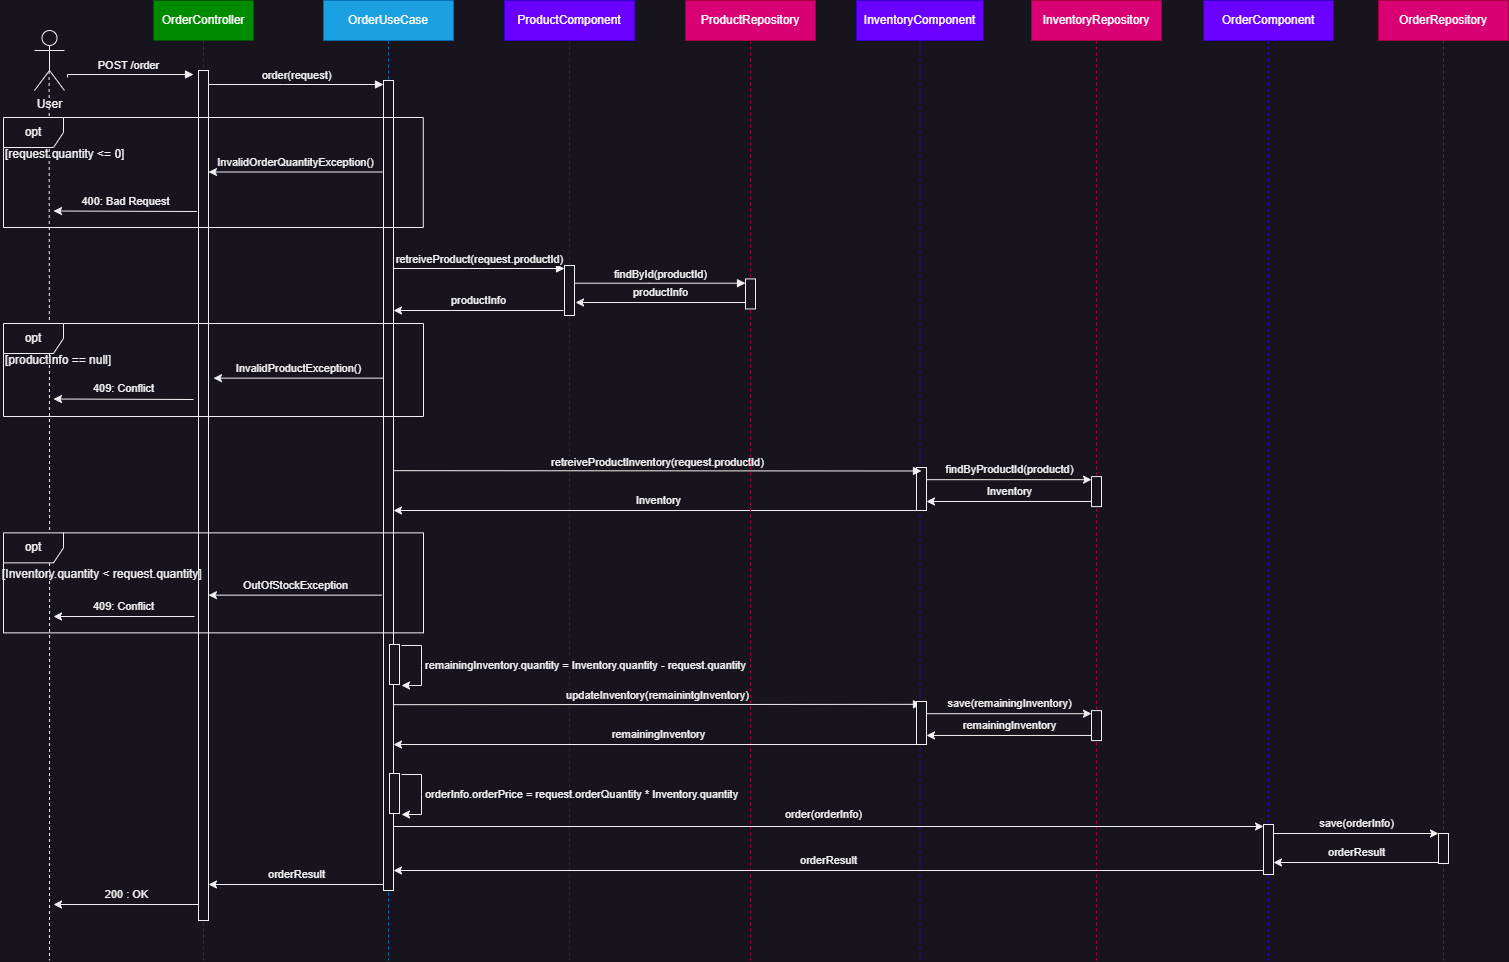 OrderController
OrderUseCase
ProductComponent
ProductRepository
InventoryComponent
InventoryRepository
OrderComponent
OrderRepository
User
POST /order
order(request)
opt
[request.quantity <= 0]
InvalidOrderQuantityException()
400: Bad Request
retreiveProduct(request.productId)
findById(productId)
productInfo
productInfo
opt
[productInfo == null]
InvalidProductException()
409: Conflict
retreiveProductInventory(request.productId)
findByProductId(productd)
Inventory
Inventory
opt
[Inventory.quantity < request.quantity]
OutOfStockException
409: Conflict
remainingInventory.quantity = Inventory.quantity - request.quantity
updateInventory(remainintgInventory)
save(remainingInventory)
remainingInventory
remainingInventory
orderInfo.orderPrice = request.orderQuantity * Inventory.quantity
order(orderInfo)
save(orderInfo)
orderResult
orderResult
orderResult
200 : OK